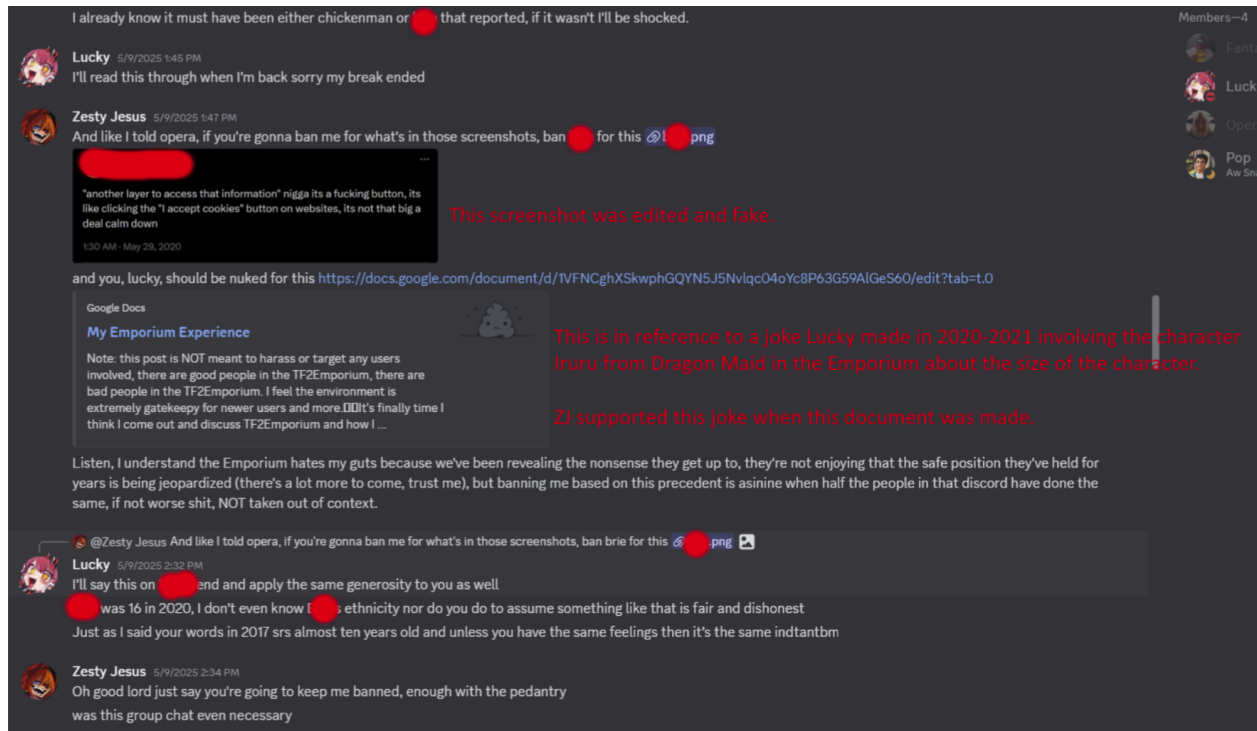 I already know it must have been either chickenman or that reported, if it wasn't I'll be shocked.
Members—4
Fant
Lucky 5/9/2025 1:45 PM
I'll read this through when I'm back sorry my break ended
Luck
Zesty Jesus 5/9/2025 1:47 PM
Oper
And like I told opera, if you're gonna ban me for what's in those screenshots, ban for this png
Pop
Aw Sna
"another layer to access that information" nigga its a fucking button, its
like clicking the "I accept cookies" button on websites, its not that big a
deal calm down
1:30 AM · May 29, 2020
This screenshot was edited and fake.
and you, lucky, should be nuked for this https://docs.google.com/document/d/1VFNCghXSkwphGQYN5J5Nvlqc04oYc8P63G59AlGeS60/edit?tab=t.0
Google Docs
My Emporium Experience
Note: this post is NOT meant to harass or target any users
involved, there are good people in the TF2Emporium, there are
bad people in the TF2Emporium. I feel the environment is
extremely gatekeepy for newer users and more.▯▯It's finally time I
think I come out and discuss TF2Emporium and how I ...
This is in reference to a joke Lucky made in 2020-2021 involving the character
Iruru from Dragon Maid in the Emporium about the size of the character.
ZJ supported this joke when this document was made.
Listen, I understand the Emporium hates my guts because we've been revealing the nonsense they get up to, they're not enjoying that the safe position they've held for
years is being jeopardized (there's a lot more to come, trust me), but banning me based on this precedent is asinine when half the people in that discord have done the
same, if not worse shit, NOT taken out of context.
@Zesty Jesus And like I told opera, if you're gonna ban me for what's in those screenshots, ban brie for this .png
Lucky 5/9/2025 2:32 PM
I'll say this on end and apply the same generosity to you as well
was 16 in 2020, I don't even know s ethnicity nor do you do to assume something like that is fair and dishonest
Just as I said your words in 2017 srs almost ten years old and unless you have the same feelings then it's the same indtantbm
Zesty Jesus 5/9/2025 2:34 PM
Oh good lord just say you're going to keep me banned, enough with the pedantry
was this group chat even necessary